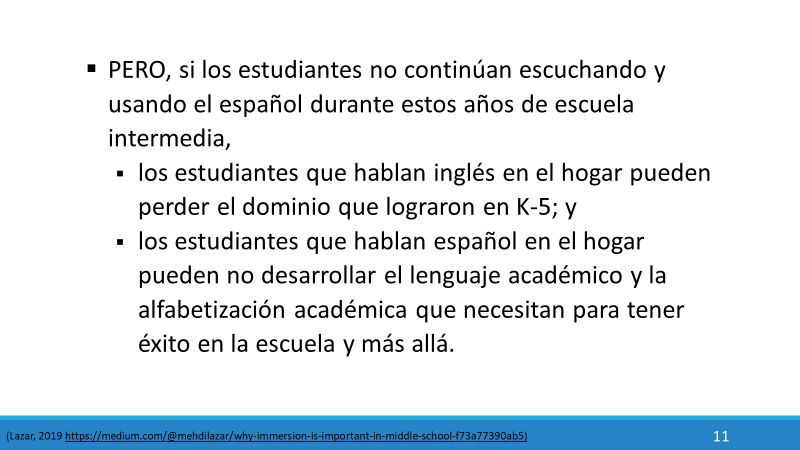 ▪ PERO, si los estudiantes no continúan escuchando y
usando el español durante estos años de escuela
intermedia,
▪ los estudiantes que hablan inglés en el hogar pueden
perder el dominio que lograron en K-5; y
▪ los estudiantes que hablan español en el hogar
pueden no desarrollar el lenguaje académico y la
alfabetización académica que necesitan para tener
éxito en la escuela y más allá.
(Lazar, 2019 https://medium.com/@mehdilazar/why-immersion-is-important-in-middle-school-f73a77390ab5)
11